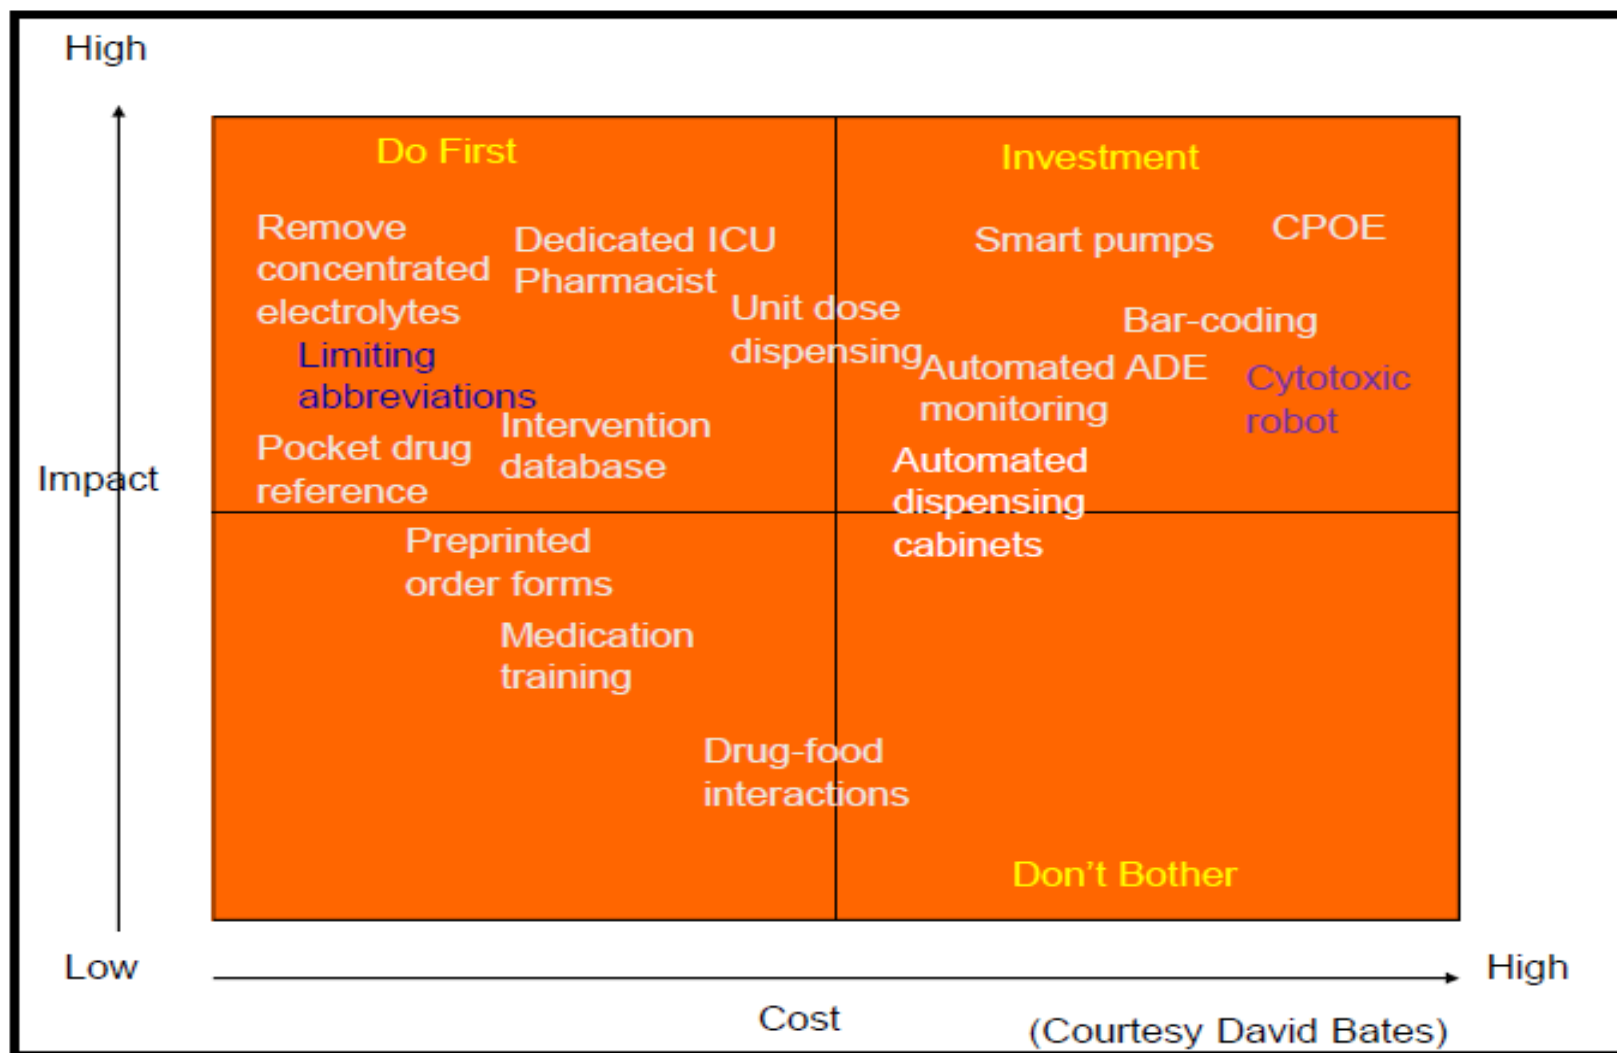 High
Do First
Investment
Remove
concentrated
electrolytes
Dedicated ICU
Pharmacist
Smart pumps
CPOE
Unit dose
dispensing
Bar-coding
Limiting
abbreviations
Automated ADE
monitoring
Cytotoxic
robot
Intervention
database
Pocket drug
reference
Automated
dispensing
cabinets
Impact
Preprinted
order forms
Medication
training
Drug-food
interactions
Don't Bother
Low
High
Cost
(Courtesy David Bates)